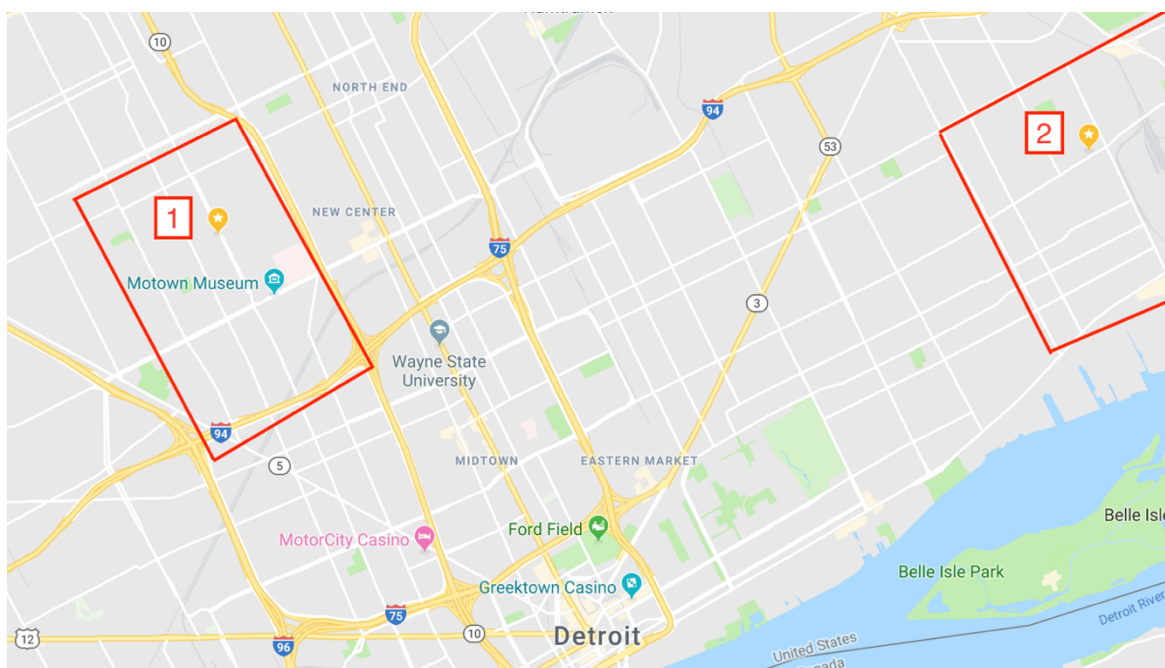 10
NORTH END
94
53
2
1
NEW CENTER
75
Motown Museum
3
Wayne State
University
94
5
MIDTOWN
EASTERN MARKET
Ford Field
MotorCity Casino
Belle Isle
Belle Isle Park
Greektown Casino
75
12
96
10
Detroit
United States
Detroit River